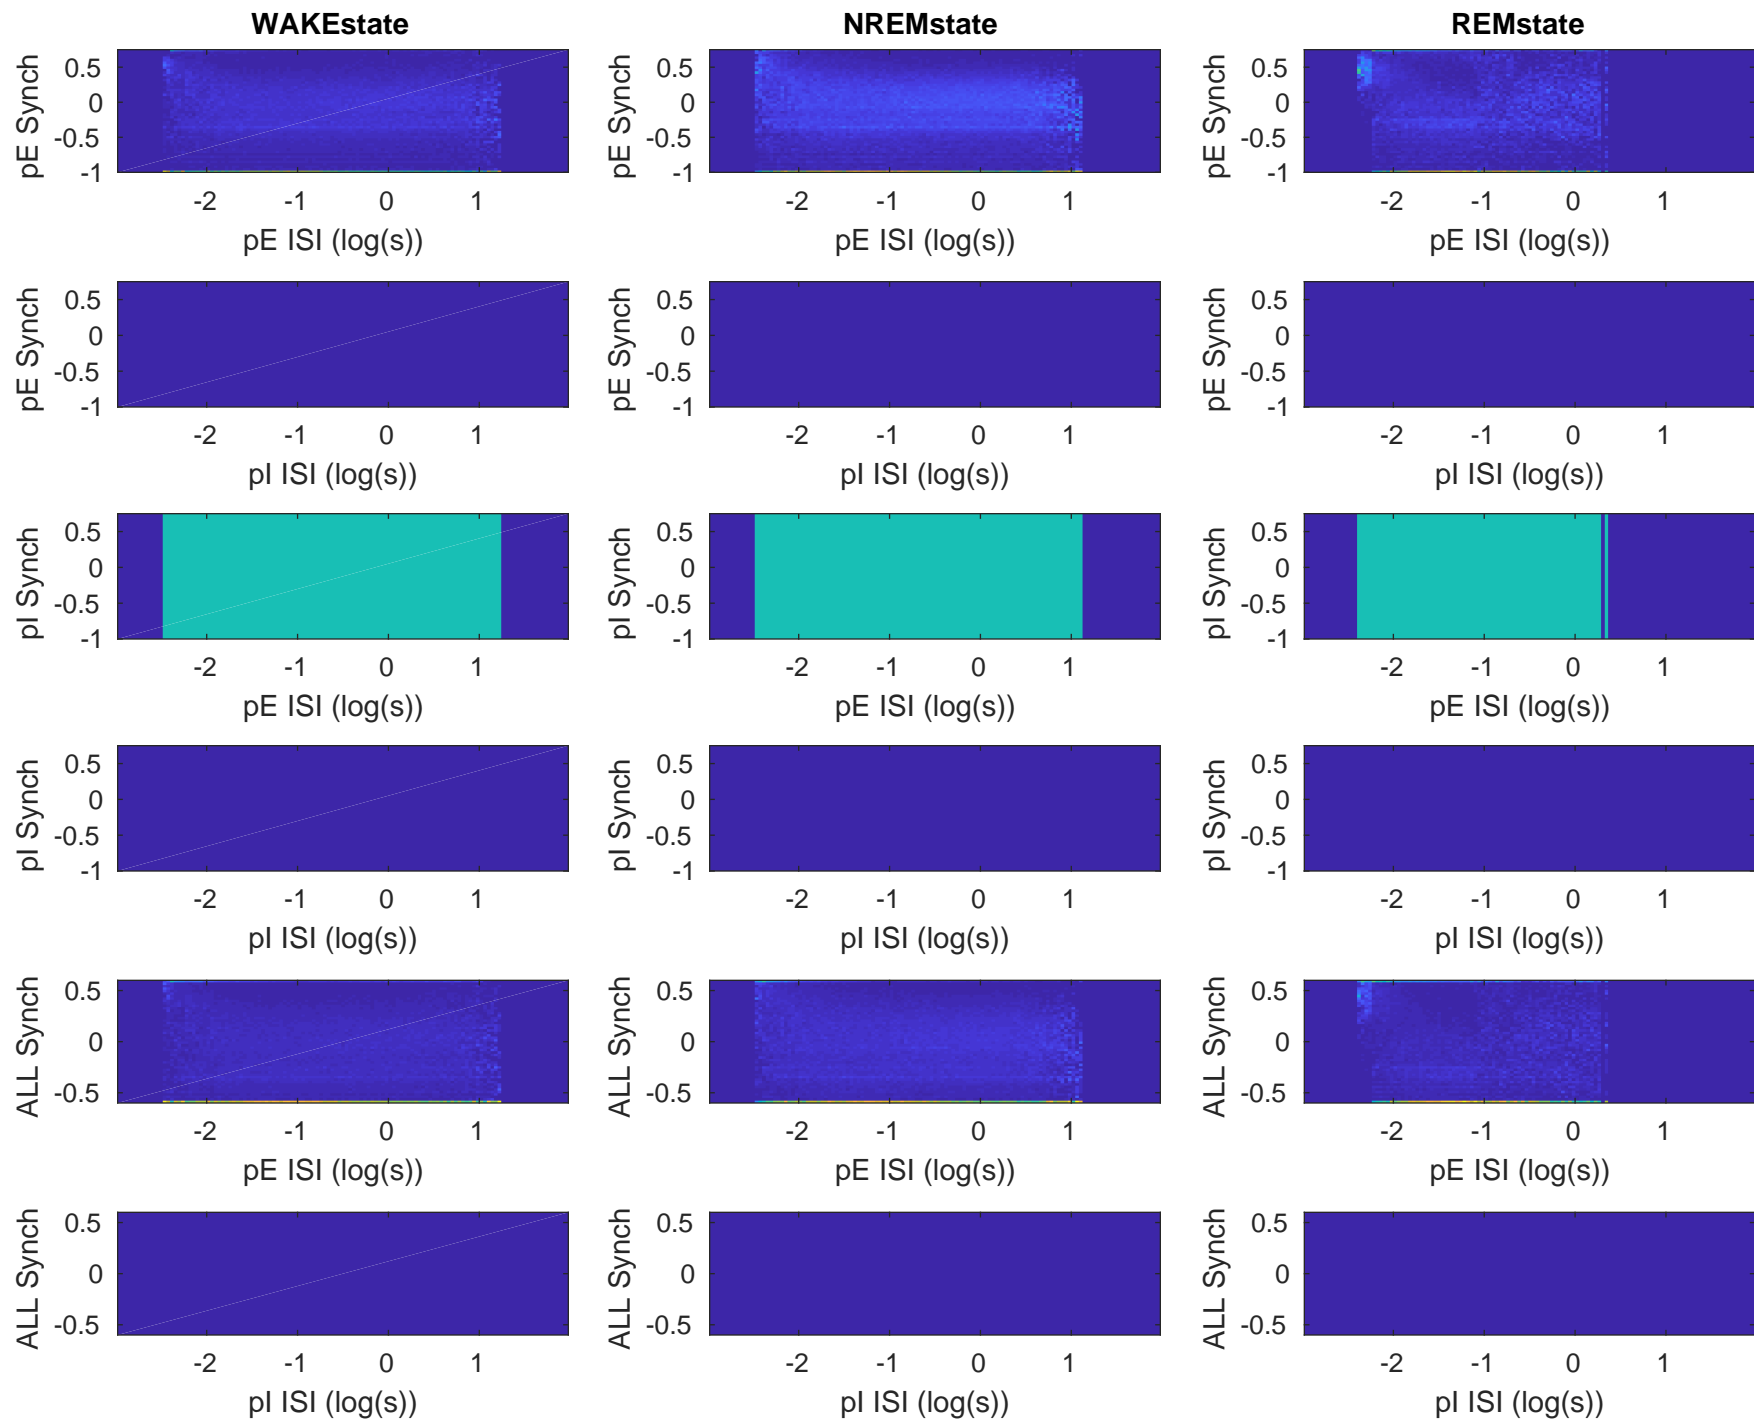 WAKEstate NREMstate REMstate
pE Synch 0.5 0 -0.5 -1 pE Synch 0.5 0 -0.5 -1 pE Synch 0.5 0 -0.5 -1
-2 -1 0 1 -2 -1 0 1 -2 -1 0 1
pE ISI (log(s)) pE ISI (log(s)) pE ISI (log(s))
pE Synch 0.5 0 -0.5 -1 pE Synch 0.5 0 -0.5 -1 pE Synch 0.5 0 -0.5 -1
-2 -1 0 1 -2 -1 0 1 -2 -1 0 1
pI ISI (log(s)) pI ISI (log(s)) pI ISI (log(s))
pI Synch 0.5 0 -0.5 -1 pI Synch 0.5 0 -0.5 -1 pI Synch 0.5 0 -0.5 -1
-2 -1 0 1 -2 -1 0 1 -2 -1 0 1
pE ISI (log(s)) pE ISI (log(s)) pE ISI (log(s))
pI Synch 0.5 0 -0.5 -1 pI Synch 0.5 0 -0.5 -1 pI Synch 0.5 0 -0.5 -1
-2 -1 0 1 -2 -1 0 1 -2 -1 0 1
pI ISI (log(s)) pI ISI (log(s)) pI ISI (log(s))
ALL Synch 0.5 0 -0.5 ALL Synch 0.5 0 -0.5 ALL Synch 0.5 0 -0.5
-2 -1 0 1 -2 -1 0 1 -2 -1 0 1
pE ISI (log(s)) pE ISI (log(s)) pE ISI (log(s))
ALL Synch 0.5 0 -0.5 ALL Synch 0.5 0 -0.5 ALL Synch 0.5 0 -0.5
-2 -1 0 1 -2 -1 0 1 -2 -1 0 1
pI ISI (log(s)) pI ISI (log(s)) pI ISI (log(s))